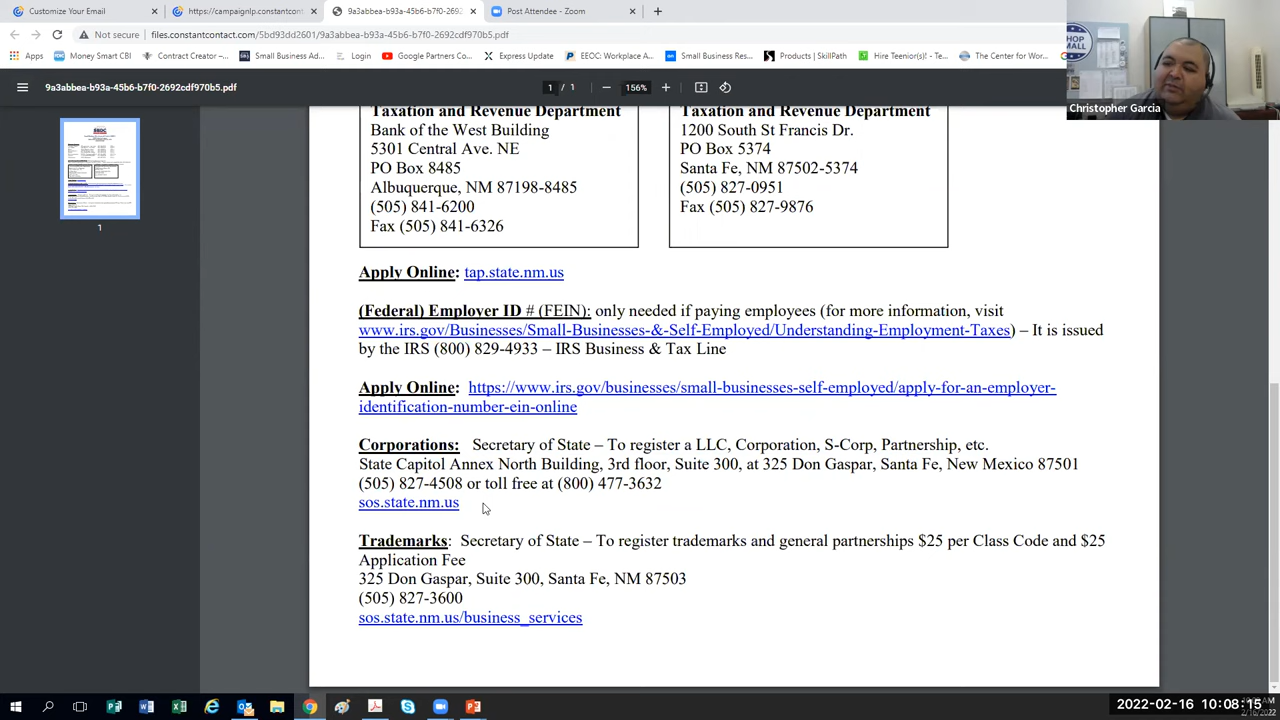 Customize Your Email
https://campaignlp.constantcont
9a3abbea-b93a-45b6-b7f0-2692
Post Attendee - Zoom
Not secure
files.constantcontact.com/5bd93dd2601/9a3abbea-b93a-45b6-b7f0-2692cdf970b5.pdf
Apps
Money Smart CBI
Contract Creator –...
Small Business Ad...
Login
Google Partners Co...
Express Update
EEOC: Workplace A...
Small Business Res...
Products | SkillPath
Hire Teenior(s)! - Te...
The Center for Wor...
HOP
MALL
Christopher Garcia
9a3abbea-b93a-45b6-b7f0-2692cdf970b5.pdf
1 / 1
156%
1
Taxation and Revenue Department
Bank of the West Building
5301 Central Ave. NE
PO Box 8485
Albuquerque, NM 87198-8485
(505) 841-6200
Fax (505) 841-6326
Taxation and Revenue Department
1200 South St Francis Dr.
PO Box 5374
Santa Fe, NM 87502-5374
(505) 827-0951
Fax (505) 827-9876
Apply Online: tap.state.nm.us
(Federal) Employer ID # (FEIN): only needed if paying employees (for more information, visit
www.irs.gov/Businesses/Small-Businesses-&-Self-Employed/Understanding-Employment-Taxes) – It is issued
by the IRS (800) 829-4933 – IRS Business & Tax Line
Apply Online: https://www.irs.gov/businesses/small-businesses-self-employed/apply-for-an-employer-
identification-number-ein-online
Corporations: Secretary of State – To register a LLC, Corporation, S-Corp, Partnership, etc.
State Capitol Annex North Building, 3rd floor, Suite 300, at 325 Don Gaspar, Santa Fe, New Mexico 87501
(505) 827-4508 or toll free at (800) 477-3632
sos.state.nm.us
Trademarks: Secretary of State – To register trademarks and general partnerships $25 per Class Code and $25
Application Fee
325 Don Gaspar, Suite 300, Santa Fe, NM 87503
(505) 827-3600
sos.state.nm.us/business_services
2022-02-16 10:08:15